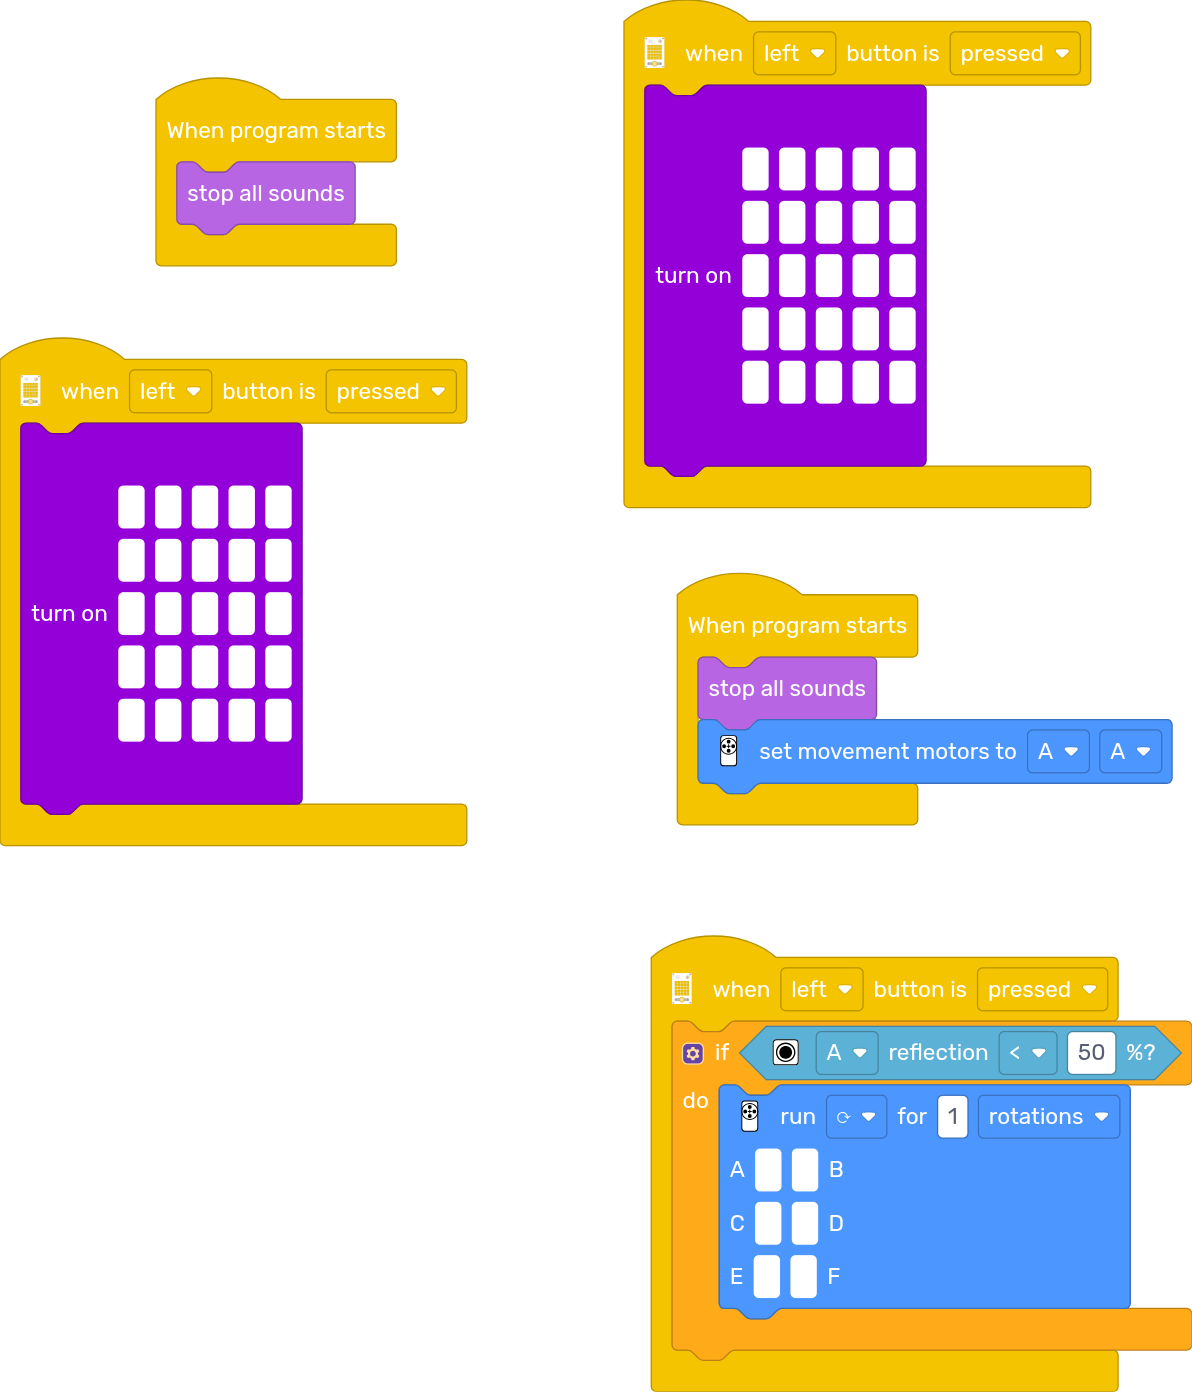 When program starts
stop all sounds
when left button is pressed
turn on
when left button is pressed
turn on
When program starts
stop all sounds
set movement motors to A A
when left button is pressed
if A reflection < 50 %?
do
run ⟳ for 1 rotations
A B
C D
E F